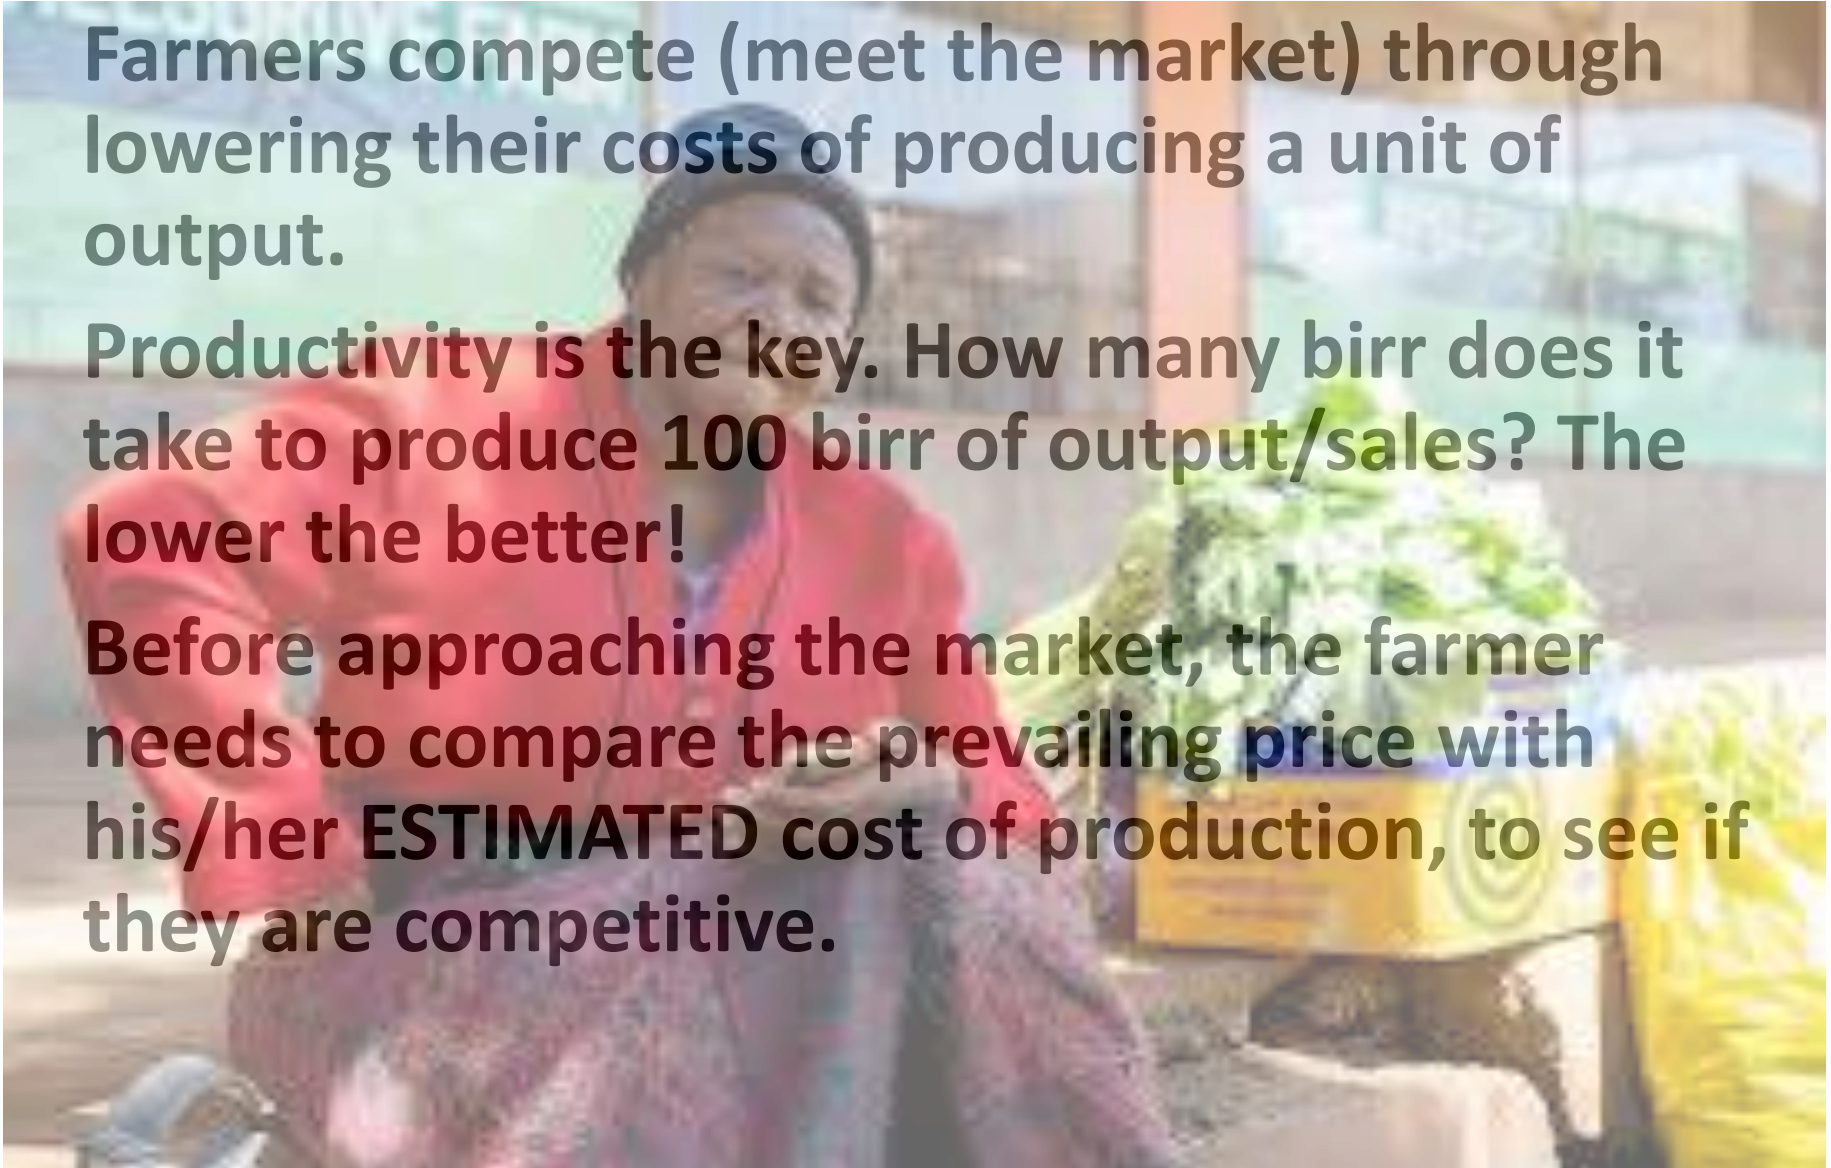 Farmers compete (meet the market) through
lowering their costs of producing a unit of
output.
Productivity is the key. How many birr does it
take to produce 100 birr of output/sales? The
lower the better!
Before approaching the market, the farmer
needs to compare the prevailing price with
his/her ESTIMATED cost of production, to see if
they are competitive.